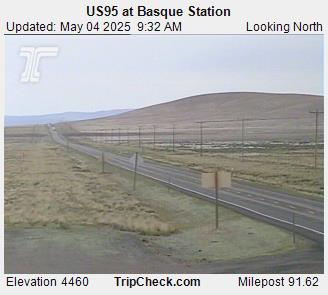 US95 at Basque Station
Updated: May 04 2025 9:32 AM Looking North
Elevation 4460 TripCheck.com Milepost 91.62